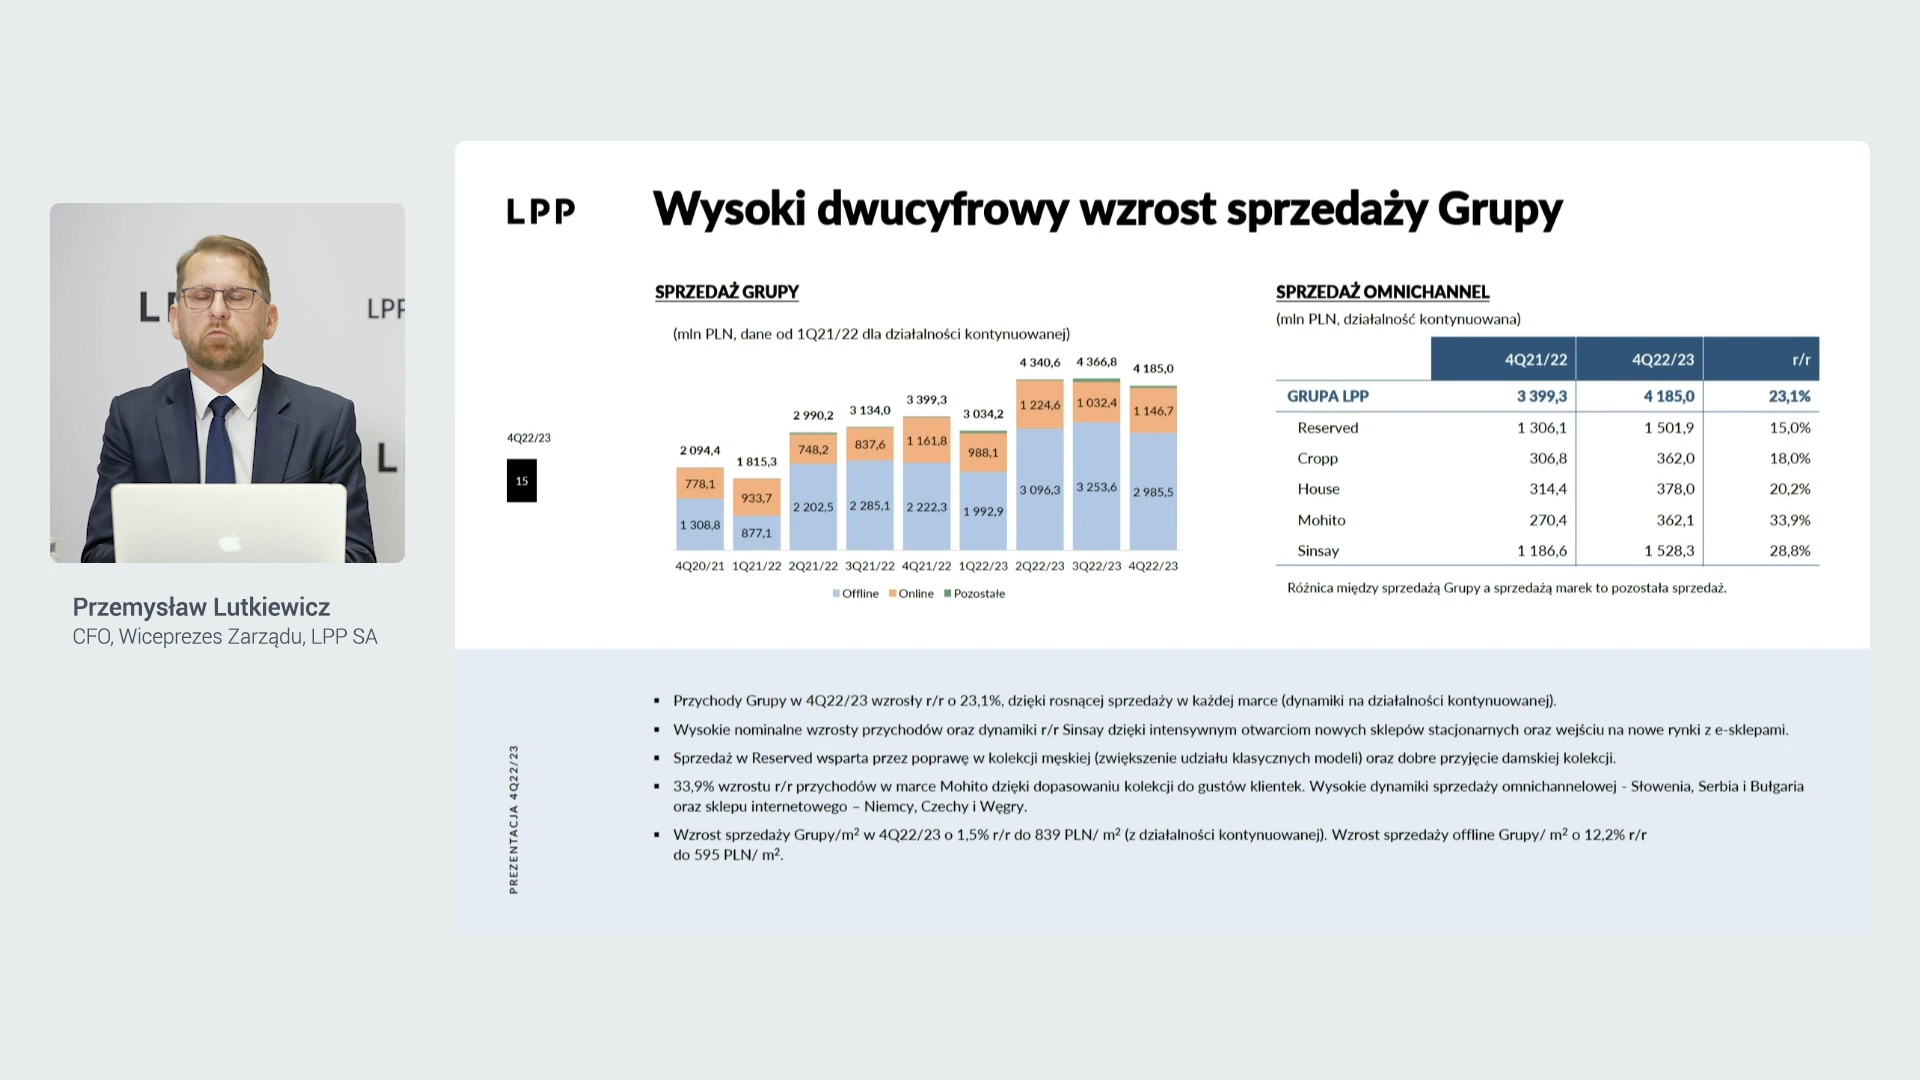 LPP
Wysoki dwucyfrowy wzrost sprzedaży Grupy
LPP
L
Przemysław Lutkiewicz
CFO, Wiceprezes Zarządu, LPP SA
4Q22/23
15
PREZENTACJA 4Q22/23
SPRZEDAŻ GRUPY
(mln PLN, dane od 1Q21/22 dla działalności kontynuowanej)
2 094,4 1 815,3 2 990,2 3 134,0 3 399,3 3 034,2 4 340,6 4 366,8 4 185,0
778,1 933,7 748,2 837,6 1 161,8 988,1 1 224,6 1 032,4 1 146,7
1 308,8 877,1 2 202,5 2 285,1 2 222,3 1 992,9 3 096,3 3 253,6 2 985,5
4Q20/21 1Q21/22 2Q21/22 3Q21/22 4Q21/22 1Q22/23 2Q22/23 3Q22/23 4Q22/23
Offline Online Pozostałe
SPRZEDAŻ OMNICHANNEL
(mln PLN, działalność kontynuowana)
4Q21/22 4Q22/23 r/r
GRUPA LPP 3 399,3 4 185,0 23,1%
Reserved 1 306,1 1 501,9 15,0%
Cropp 306,8 362,0 18,0%
House 314,4 378,0 20,2%
Mohito 270,4 362,1 33,9%
Sinsay 1 186,6 1 528,3 28,8%
Różnica między sprzedażą Grupy a sprzedażą marek to pozostała sprzedaż.
▪ Przychody Grupy w 4Q22/23 wzrosły r/r o 23,1%, dzięki rosnącej sprzedaży w każdej marce (dynamiki na działalności kontynuowanej).
▪ Wysokie nominalne wzrosty przychodów oraz dynamiki r/r Sinsay dzięki intensywnym otwarciom nowych sklepów stacjonarnych oraz wejściu na nowe rynki z e-sklepami.
▪ Sprzedaż w Reserved wsparta przez poprawę w kolekcji męskiej (zwiększenie udziału klasycznych modeli) oraz dobre przyjęcie damskiej kolekcji.
▪ 33,9% wzrostu r/r przychodów w marce Mohito dzięki dopasowaniu kolekcji do gustów klientek. Wysokie dynamiki sprzedaży omnichannelowej - Słowenia, Serbia i Bułgaria
oraz sklepu internetowego – Niemcy, Czechy i Węgry.
▪ Wzrost sprzedaży Grupy/m² w 4Q22/23 o 1,5% r/r do 839 PLN/ m² (z działalności kontynuowanej). Wzrost sprzedaży offline Grupy/ m² o 12,2% r/r
do 595 PLN/ m².